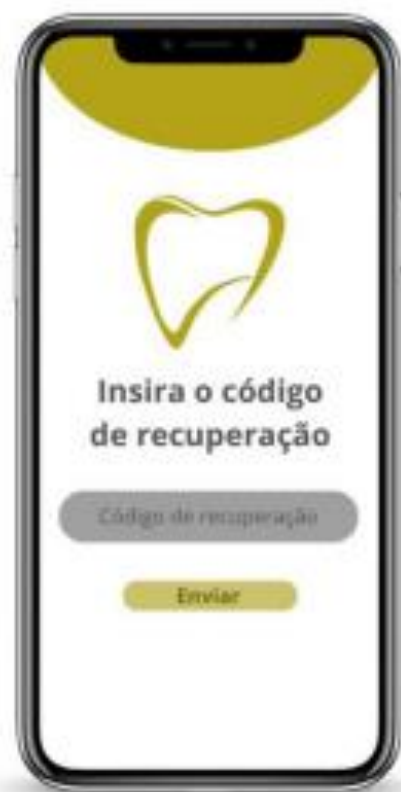 Insira o código
de recuperação
Código de recuperação
Enviar